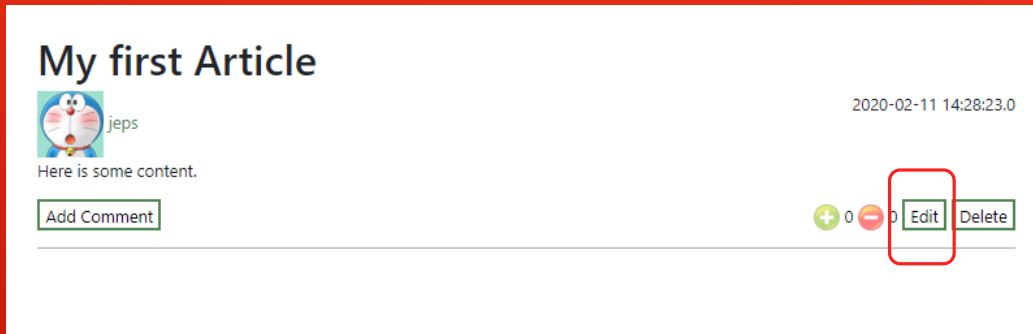 My first Article
2020-02-11 14:28:23.0
jeps
Here is some content.
Add Comment 0 0 Edit Delete